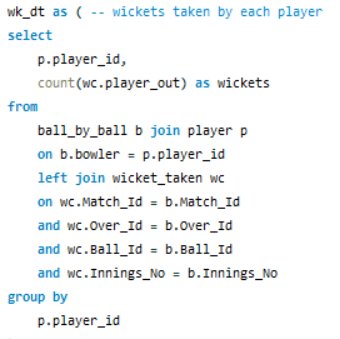 wk_dt as ( -- wickets taken by each player
select
p.player_id,
count(wc.player_out) as wickets
from
ball_by_ball b join player p
on b.bowler = p.player_id
left join wicket_taken wc
on wc.Match_Id = b.Match_Id
and wc.Over_Id = b.Over_Id
and wc.Ball_Id = b.Ball_Id
and wc.Innings_No = b.Innings_No
group by
p.player_id